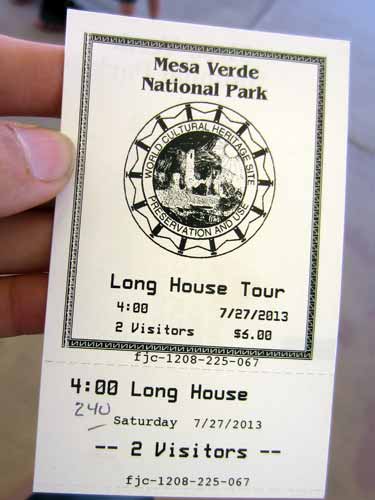 Mesa Verde
National Park
WORLD CULTURAL HERITAGE SITE
PRESERVATION AND USE
Long House Tour
4:00 7/27/2013
2 Visitors $6.00
fjc-1208-225-067
4:00 Long House
240
Saturday 7/27/2013
-- 2 Visitors --
fjc-1208-225-067